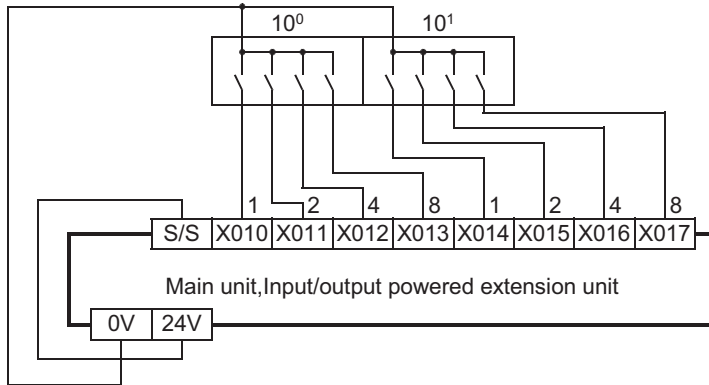 10⁰ 10¹
1 2 4 8 1 2 4 8
S/S X010 X011 X012 X013 X014 X015 X016 X017
Main unit,Input/output powered extension unit
0V 24V